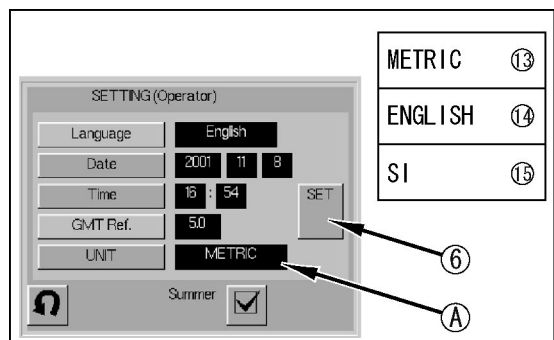 SETTING (Operator)
Language English
Date 2001 11 8
Time 16 : 54
SET
GMT Ref. 5.0
UNIT METRIC
Summer
METRIC ⑬
ENGLISH ⑭
SI ⑮
⑥
Ⓐ